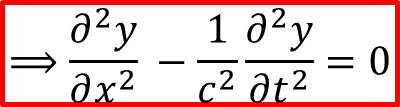 ⟹ ∂²y/∂x² − 1/c² ∂²y/∂t² = 0